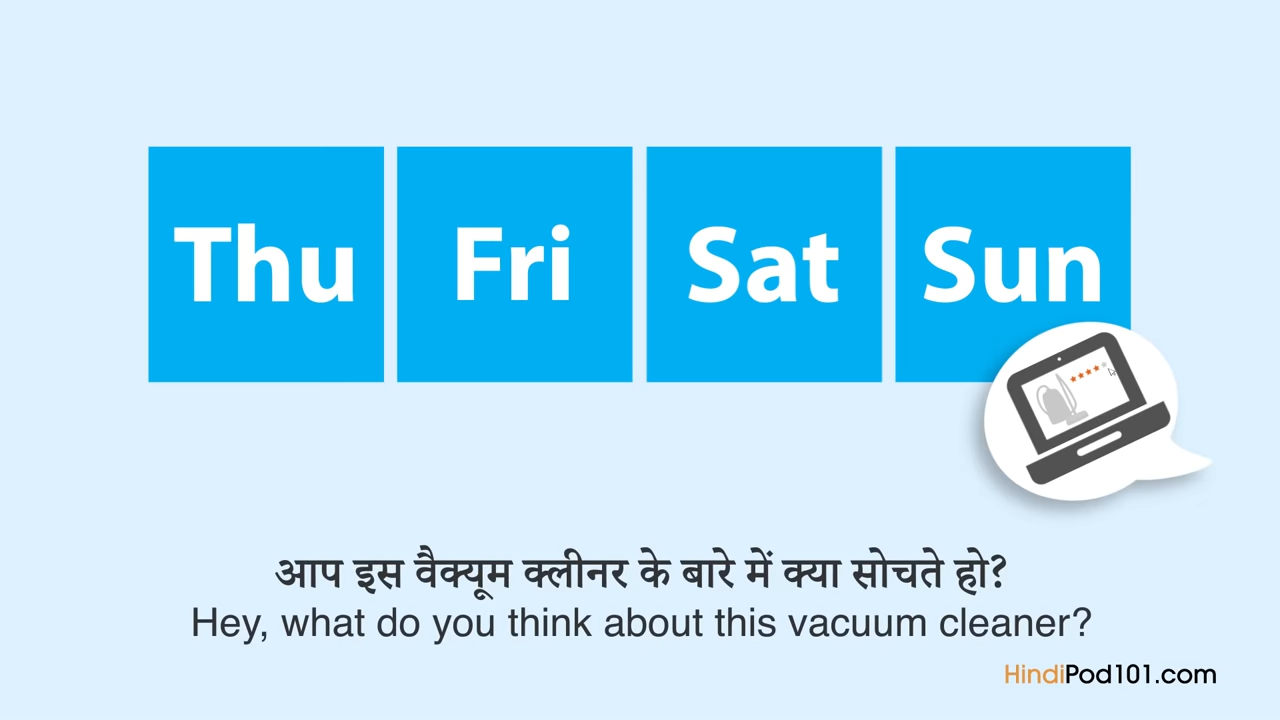 Thu Fri Sat Sun
आप इस वैक्यूम क्लीनर के बारे में क्या सोचते हो?
Hey, what do you think about this vacuum cleaner?
HindiPod101.com